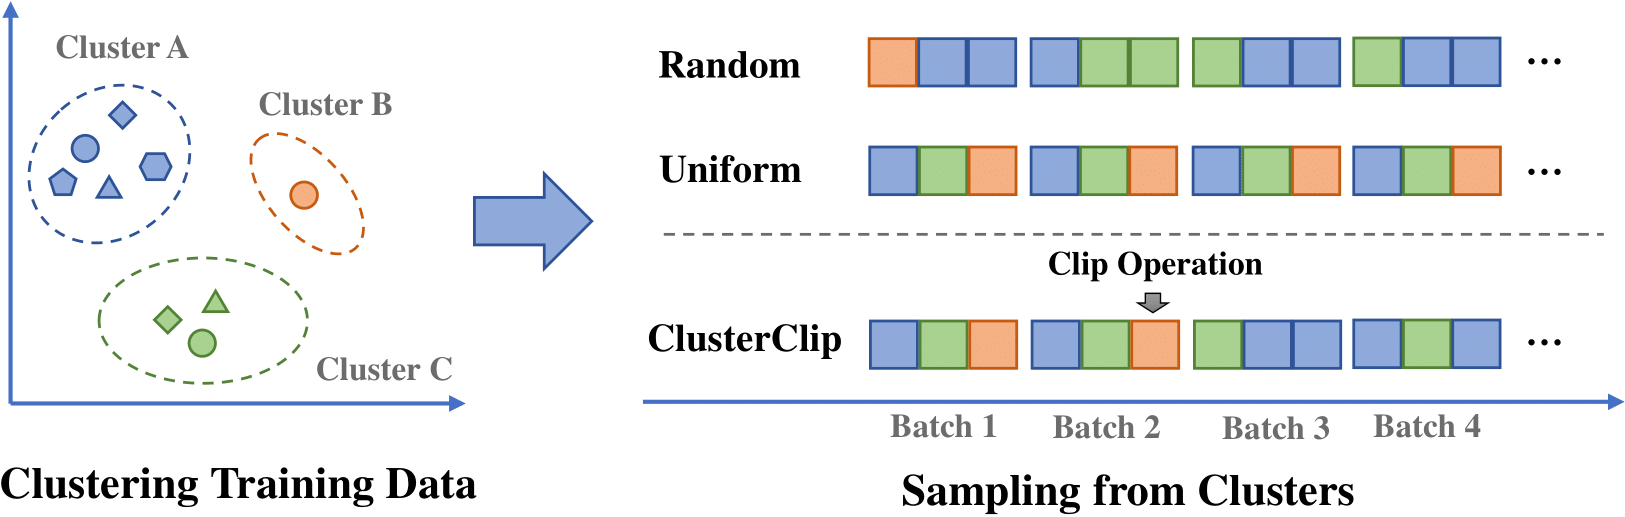 Cluster A
Cluster B
Cluster C
Clustering Training Data
Random
...
Uniform
...
Clip Operation
ClusterClip
...
Batch 1
Batch 2
Batch 3
Batch 4
Sampling from Clusters